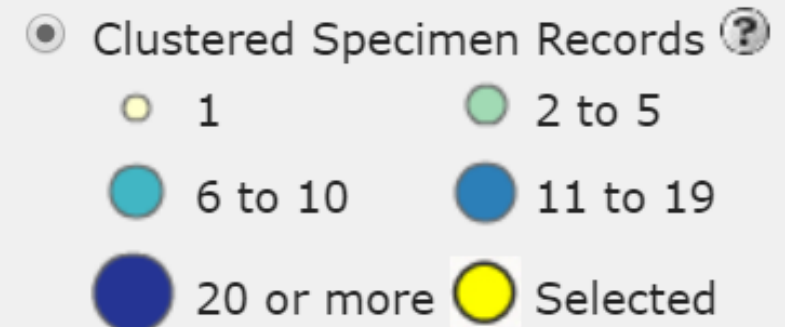 Clustered Specimen Records ?
1 2 to 5
6 to 10 11 to 19
20 or more Selected